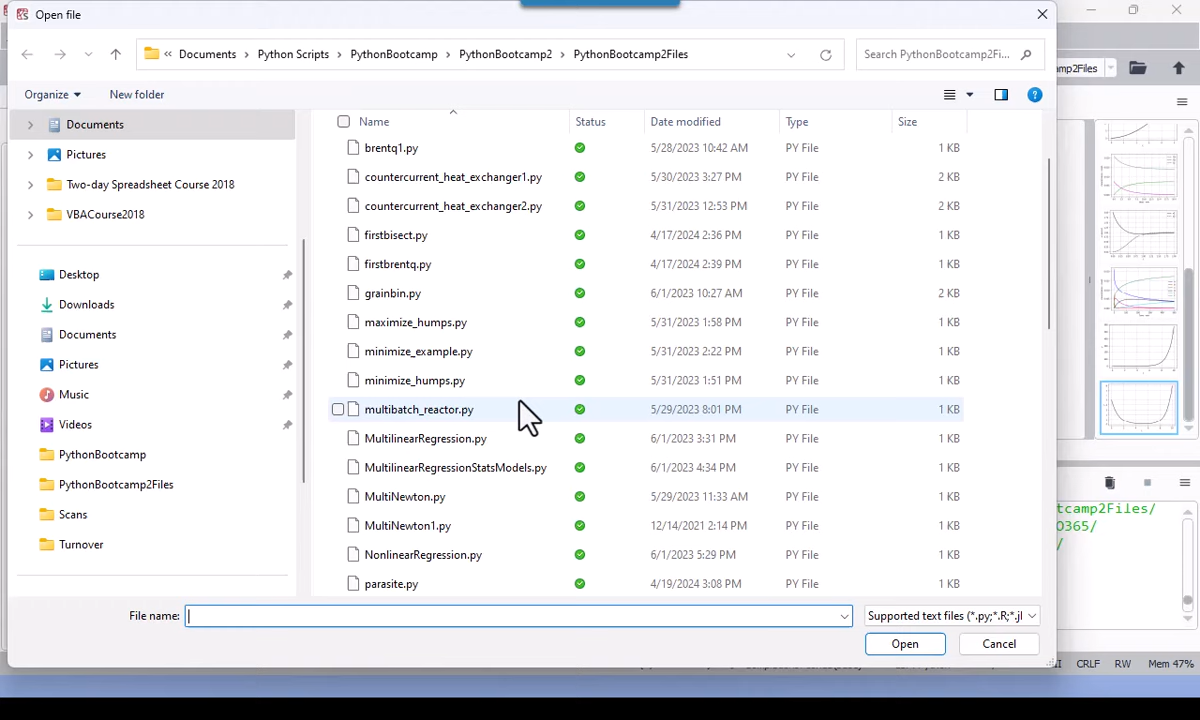 Open file
« Documents › Python Scripts › PythonBootcamp › PythonBootcamp2 › PythonBootcamp2Files
Search PythonBootcamp2Fi...
mp2Files
Organize
New folder
Name
Status
Date modified
Type
Size
Documents
Pictures
Two-day Spreadsheet Course 2018
VBACourse2018
Desktop
Downloads
Documents
Pictures
Music
Videos
PythonBootcamp
PythonBootcamp2Files
Scans
Turnover
brentq1.py 5/28/2023 10:42 AM PY File 1 KB
countercurrent_heat_exchanger1.py 5/30/2023 3:27 PM PY File 2 KB
countercurrent_heat_exchanger2.py 5/31/2023 12:53 PM PY File 2 KB
firstbisect.py 4/17/2024 2:36 PM PY File 1 KB
firstbrentq.py 4/17/2024 2:39 PM PY File 1 KB
grainbin.py 6/1/2023 10:27 AM PY File 2 KB
maximize_humps.py 5/31/2023 1:58 PM PY File 1 KB
minimize_example.py 5/31/2023 2:22 PM PY File 1 KB
minimize_humps.py 5/31/2023 1:51 PM PY File 1 KB
multibatch_reactor.py 5/29/2023 8:01 PM PY File 1 KB
MultilinearRegression.py 6/1/2023 3:31 PM PY File 1 KB
MultilinearRegressionStatsModels.py 6/1/2023 4:34 PM PY File 1 KB
MultiNewton.py 5/29/2023 11:33 AM PY File 1 KB
MultiNewton1.py 12/14/2021 2:14 PM PY File 1 KB
NonlinearRegression.py 6/1/2023 5:29 PM PY File 1 KB
parasite.py 4/19/2024 3:08 PM PY File 1 KB
tcamp2Files/
O365/
/
File name:
Supported text files (*.py;*.R;*.jl
Open
Cancel
CRLF RW Mem 47%